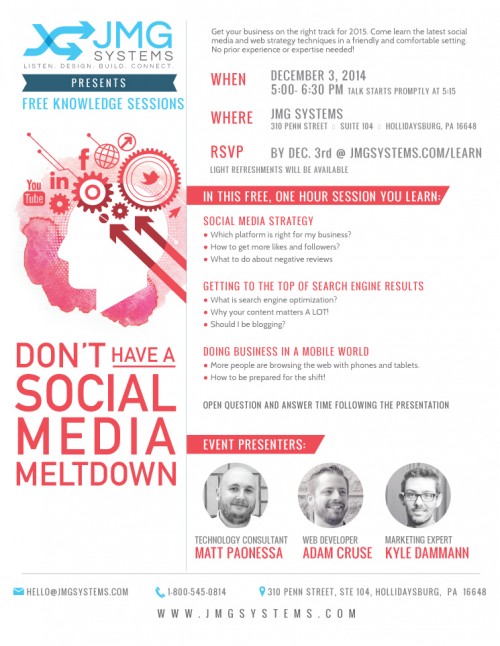 JMG
SYSTEMS
LISTEN. DESIGN. BUILD. CONNECT.
PRESENTS
FREE KNOWLEDGE SESSIONS
You
Tube
in
f
DON'T HAVE A
SOCIAL
MEDIA
MELTDOWN
Get your business on the right track for 2015. Come learn the latest social
media and web strategy techniques in a friendly and comfortable setting.
No prior experience or expertise needed!
WHEN
DECEMBER 3, 2014
5:00- 6:30 PM TALK STARTS PROMPTLY AT 5:15
WHERE
JMG SYSTEMS
310 PENN STREET :: SUITE 104 :: HOLLIDAYSBURG, PA 16648
RSVP
BY DEC. 3rd @ JMGSYSTEMS.COM/LEARN
LIGHT REFRESHMENTS WILL BE AVAILABLE
IN THIS FREE, ONE HOUR SESSION YOU LEARN:
SOCIAL MEDIA STRATEGY
● Which platform is right for my business?
● How to get more likes and followers?
● What to do about negative reviews
GETTING TO THE TOP OF SEARCH ENGINE RESULTS
● What is search engine optimization?
● Why your content matters A LOT!
● Should I be blogging?
DOING BUSINESS IN A MOBILE WORLD
● More people are browsing the web with phones and tablets.
● How to be prepared for the shift!
OPEN QUESTION AND ANSWER TIME FOLLOWING THE PRESENTATION
EVENT PRESENTERS:
TECHNOLOGY CONSULTANT
MATT PAONESSA
WEB DEVELOPER
ADAM CRUSE
MARKETING EXPERT
KYLE DAMMANN
HELLO@JMGSYSTEMS.COM
1-800-545-0814
310 PENN STREET, STE 104, HOLLIDAYSBURG, PA 16648
WWW.JMGSYSTEMS.COM